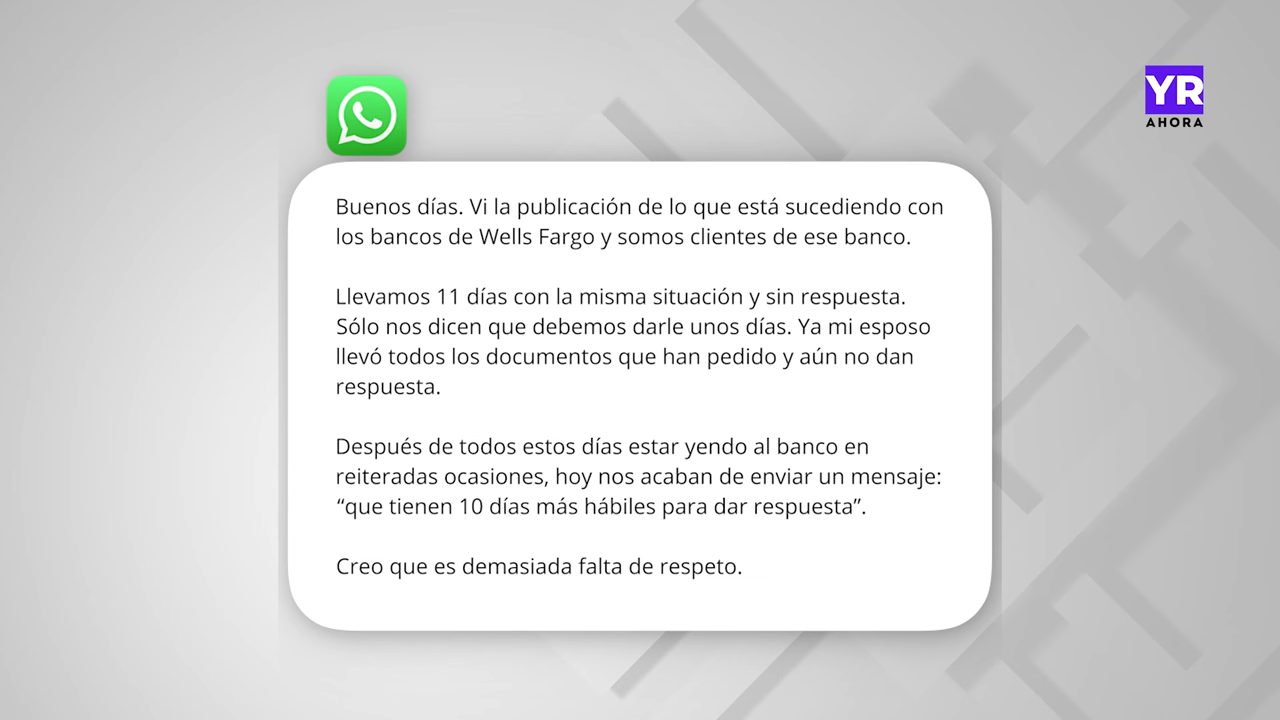 YR
AHORA
Buenos días. Vi la publicación de lo que está sucediendo con
los bancos de Wells Fargo y somos clientes de ese banco.
Llevamos 11 días con la misma situación y sin respuesta.
Sólo nos dicen que debemos darle unos días. Ya mi esposo
llevó todos los documentos que han pedido y aún no dan
respuesta.
Después de todos estos días estar yendo al banco en
reiteradas ocasiones, hoy nos acaban de enviar un mensaje:
“que tienen 10 días más hábiles para dar respuesta”.
Creo que es demasiada falta de respeto.